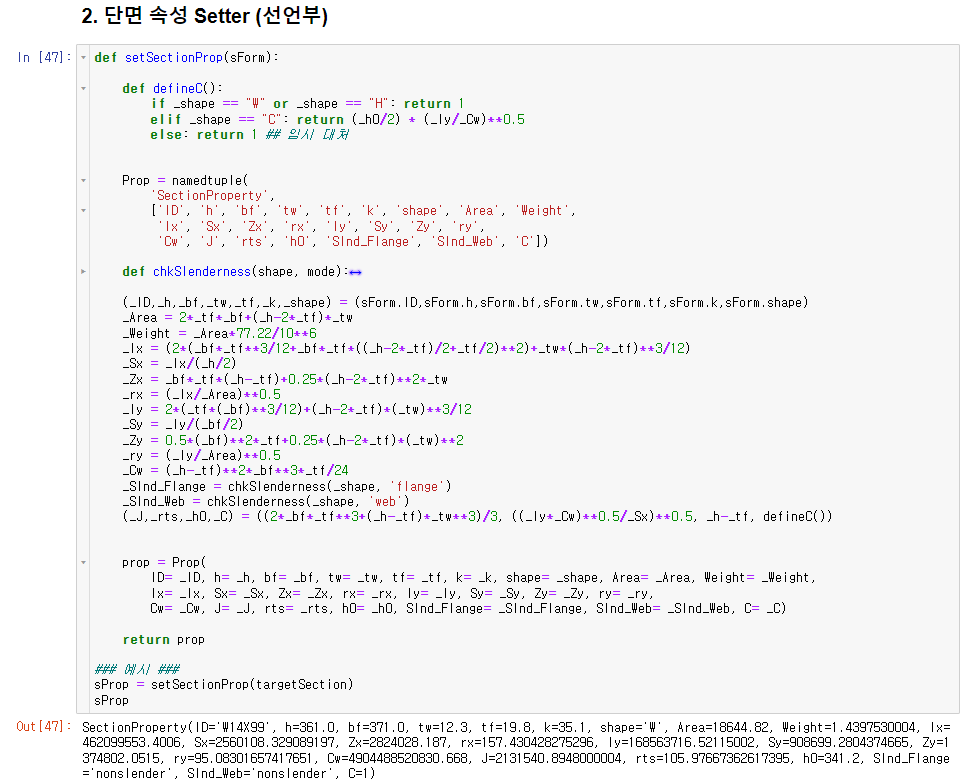 2. 단면 속성 Setter (선언부)
In [47]:
def setSectionProp(sForm):
def defineC():
if _shape == "W" or _shape == "H": return 1
elif _shape == "C": return (_h0/2) * (_Iy/_Cw)**0.5
else: return 1 ## 임시 대처
Prop = namedtuple(
'SectionProperty',
['ID', 'h', 'bf', 'tw', 'tf', 'k', 'shape', 'Area', 'Weight',
'Ix', 'Sx', 'Zx', 'rx', 'Iy', 'Sy', 'Zy', 'ry',
'Cw', 'J', 'rts', 'h0', 'Slnd_Flange', 'Slnd_Web', 'C'])
def chkSlenderness(shape, mode):↔
(_ID,_h,_bf,_tw,_tf,_k,_shape) = (sForm.ID,sForm.h,sForm.bf,sForm.tw,sForm.tf,sForm.k,sForm.shape)
_Area = 2*_tf*_bf+(_h-2*_tf)*_tw
_Weight = _Area*77.22/10**6
_Ix = (2*(_bf*_tf**3/12+_bf*_tf*((_h-2*_tf)/2+_tf/2)**2)+_tw*(_h-2*_tf)**3/12)
_Sx = _Ix/(_h/2)
_Zx = _bf*_tf*(_h-_tf)+0.25*(_h-2*_tf)**2*_tw
_rx = (_Ix/_Area)**0.5
_Iy = 2*(_tf*(_bf)**3/12)+(_h-2*_tf)*(_tw)**3/12
_Sy = _Iy/(_bf/2)
_Zy = 0.5*(_bf)**2*_tf+0.25*(_h-2*_tf)*(_tw)**2
_ry = (_Iy/_Area)**0.5
_Cw = (_h-_tf)**2*_bf**3*_tf/24
_Slnd_Flange = chkSlenderness(_shape, 'flange')
_Slnd_Web = chkSlenderness(_shape, 'web')
(_J,_rts,_h0,_C) = ((2*_bf*_tf**3+(_h-_tf)*_tw**3)/3, ((_Iy*_Cw)**0.5/_Sx)**0.5, _h-_tf, defineC())
prop = Prop(
ID= _ID, h= _h, bf= _bf, tw= _tw, tf= _tf, k= _k, shape= _shape, Area= _Area, Weight= _Weight,
Ix= _Ix, Sx= _Sx, Zx= _Zx, rx= _rx, Iy= _Iy, Sy= _Sy, Zy= _Zy, ry= _ry,
Cw= _Cw, J= _J, rts= _rts, h0= _h0, Slnd_Flange= _Slnd_Flange, Slnd_Web= _Slnd_Web, C= _C)
return prop
### 예시 ###
sProp = setSectionProp(targetSection)
sProp
Out[47]: SectionProperty(ID='W14X99', h=361.0, bf=371.0, tw=12.3, tf=19.8, k=35.1, shape='W', Area=18644.82, Weight=1.4397530004, Ix=
462099553.4006, Sx=2560108.329089197, Zx=2824028.187, rx=157.430428275296, Iy=168563716.52115002, Sy=908699.2804374665, Zy=1
374802.0515, ry=95.08301657417651, Cw=4904488520830.668, J=2131540.8948000004, rts=105.97667362617395, h0=341.2, Slnd_Flange
='nonslender', Slnd_Web='nonslender', C=1)